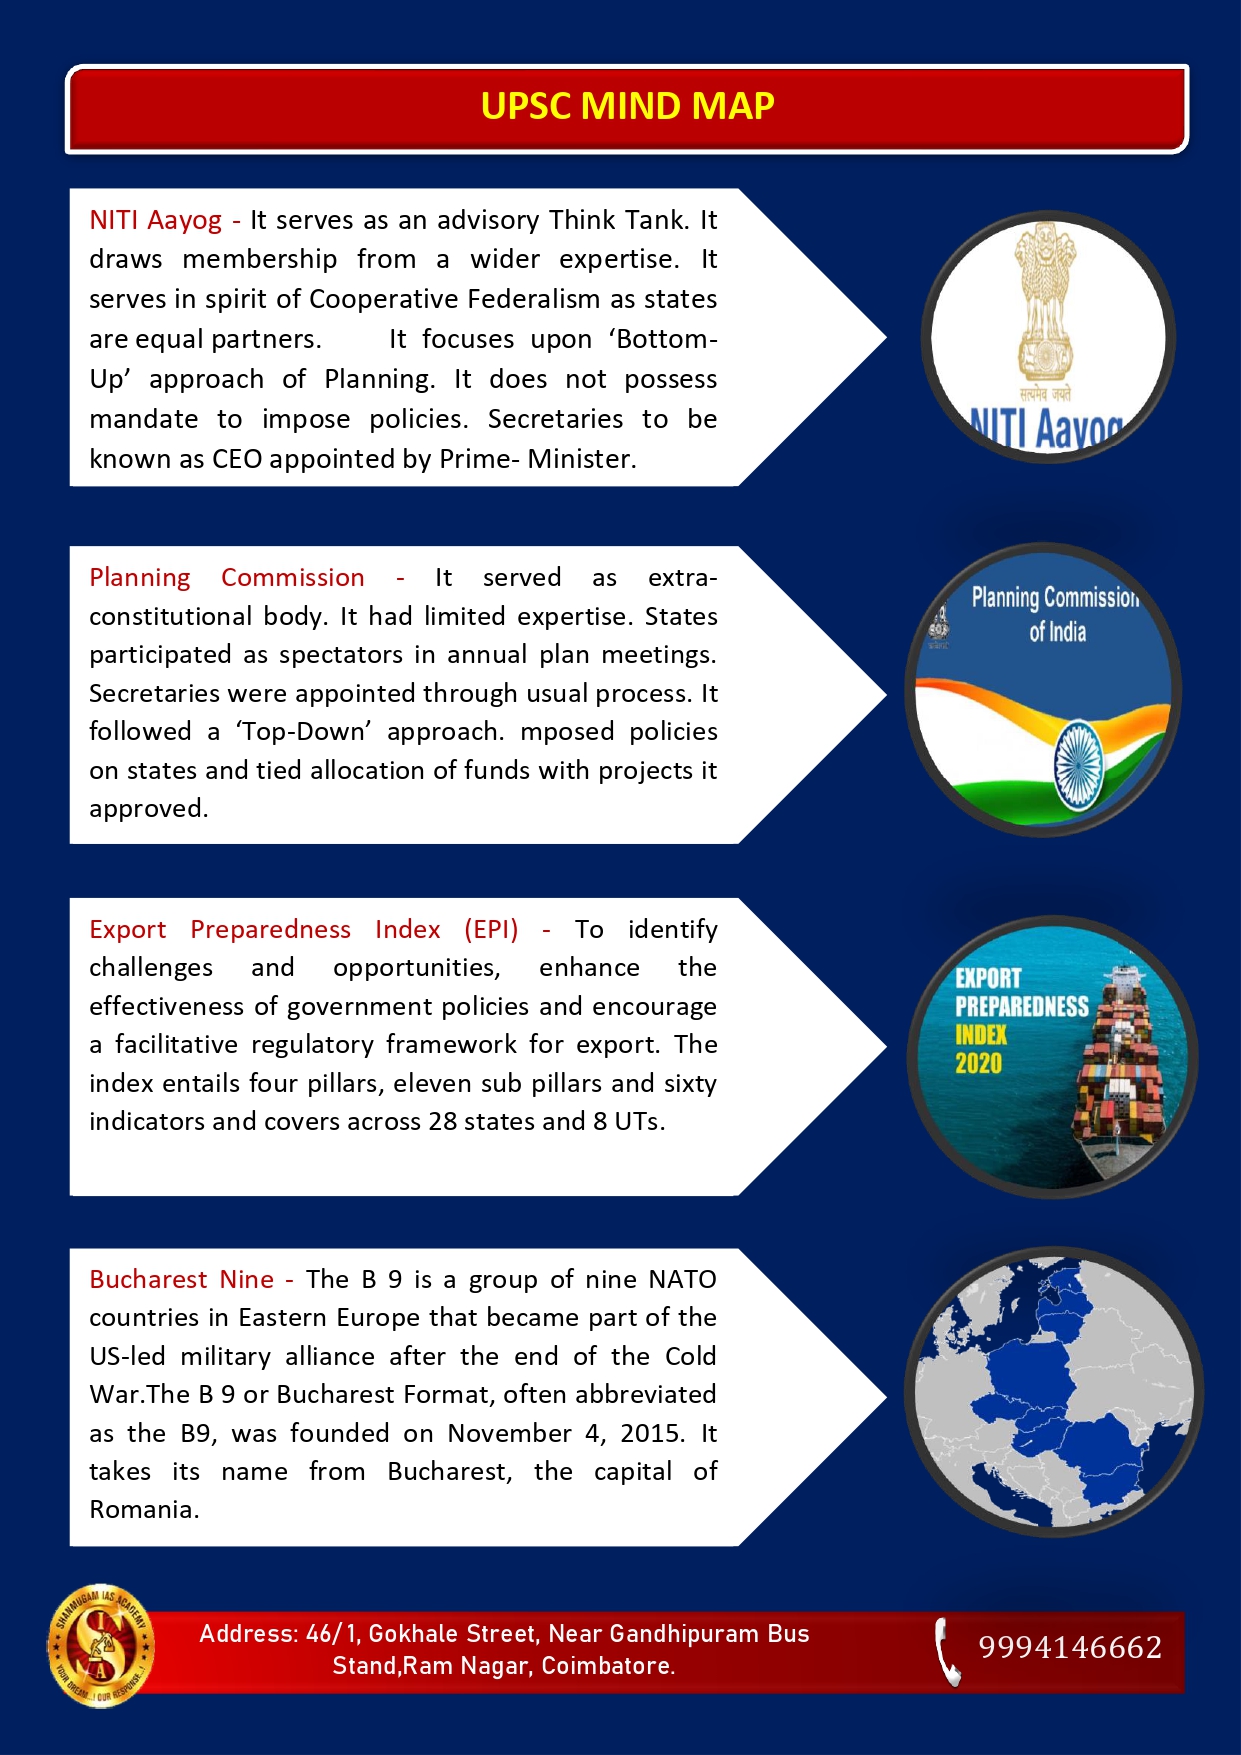 UPSC MIND MAP
NITI Aayog - It serves as an advisory Think Tank. It
draws membership from a wider expertise. It
serves in spirit of Cooperative Federalism as states
are equal partners. It focuses upon ‘Bottom-
Up’ approach of Planning. It does not possess
mandate to impose policies. Secretaries to be
known as CEO appointed by Prime- Minister.
सत्यमेव जयते
NITI Aayog
Planning Commission - It served as extra-
constitutional body. It had limited expertise. States
participated as spectators in annual plan meetings.
Secretaries were appointed through usual process. It
followed a ‘Top-Down’ approach. mposed policies
on states and tied allocation of funds with projects it
approved.
Planning Commission
of India
Export Preparedness Index (EPI) - To identify
challenges and opportunities, enhance the
effectiveness of government policies and encourage
a facilitative regulatory framework for export. The
index entails four pillars, eleven sub pillars and sixty
indicators and covers across 28 states and 8 UTs.
EXPORT
PREPAREDNESS
INDEX
2020
Bucharest Nine - The B 9 is a group of nine NATO
countries in Eastern Europe that became part of the
US-led military alliance after the end of the Cold
War.The B 9 or Bucharest Format, often abbreviated
as the B9, was founded on November 4, 2015. It
takes its name from Bucharest, the capital of
Romania.
SHANMUGAM IAS ACADEMY
SIA
YOUR DREAM...! OUR RESPONSE...!
Address: 46/1, Gokhale Street, Near Gandhipuram Bus
Stand,Ram Nagar, Coimbatore.
9994146662